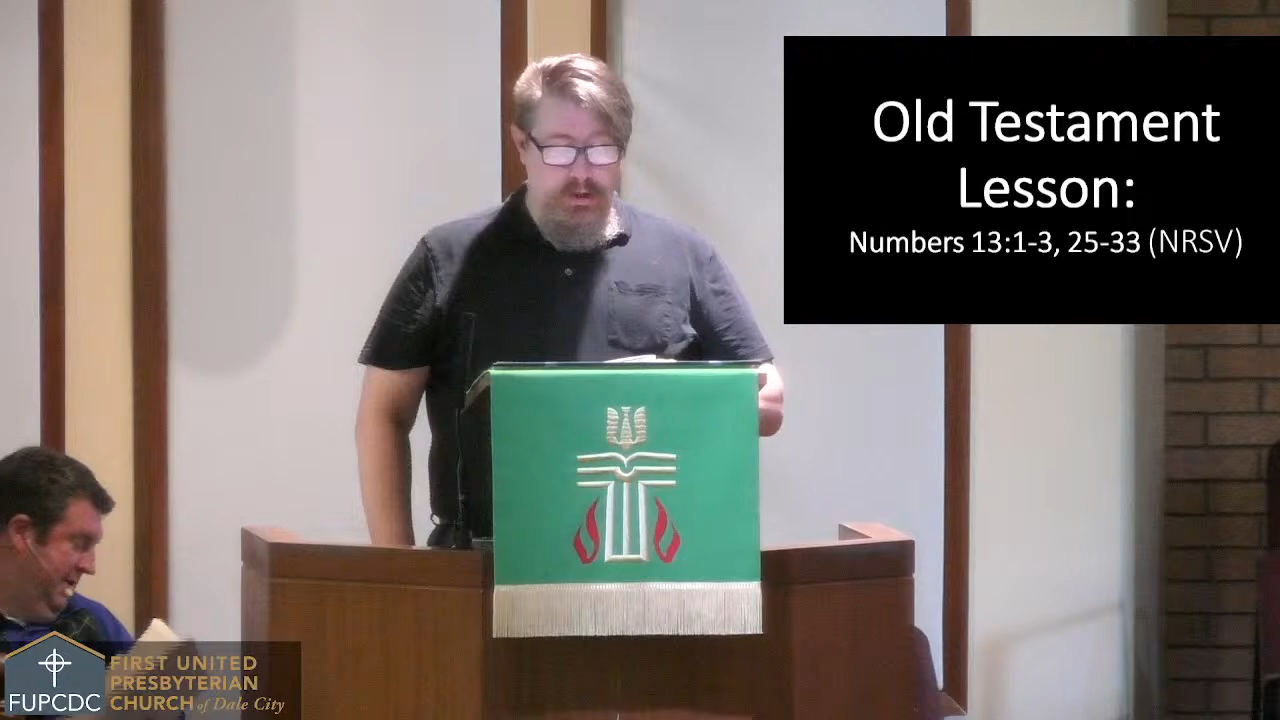 Old Testament
Lesson:
Numbers 13:1-3, 25-33 (NRSV)
FIRST UNITED
PRESBYTERIAN
CHURCH of Dale City
FUPCDC